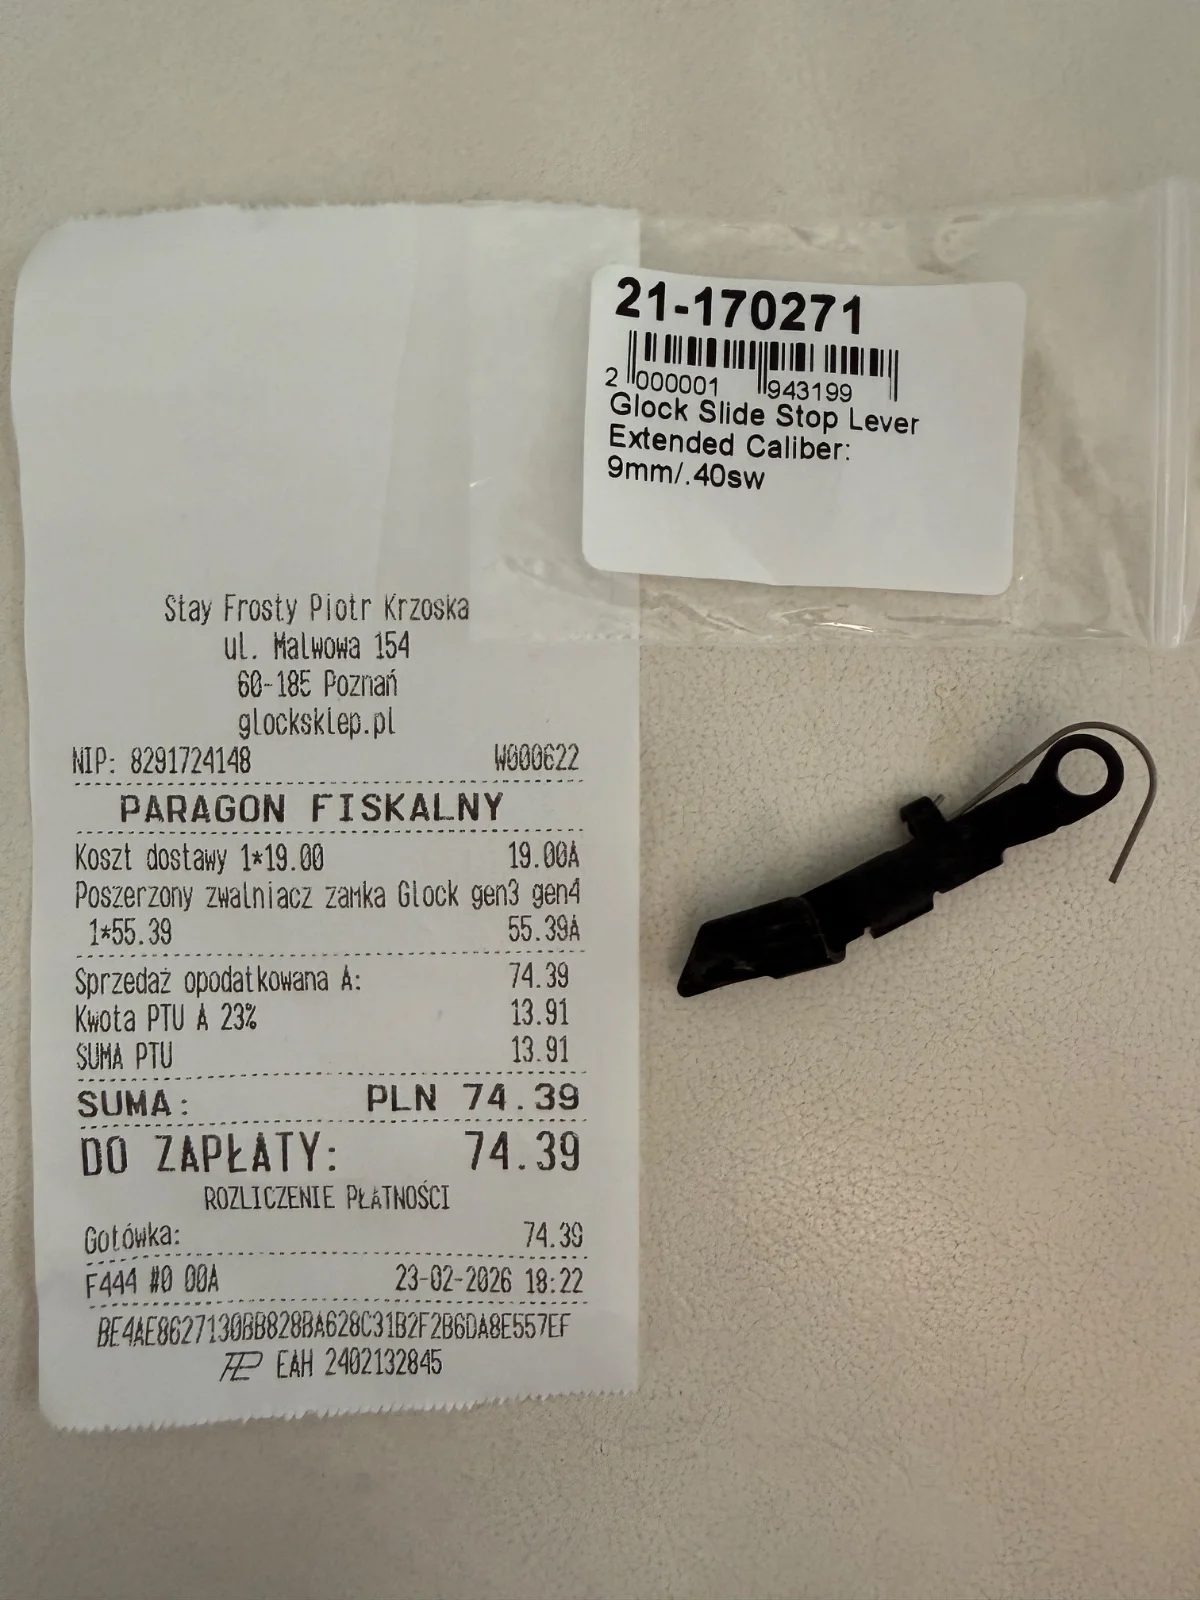 21-170271
2 000001 943199
Glock Slide Stop Lever
Extended Caliber:
9mm/.40sw
Stay Frosty Piotr Krzoska
ul. Malwowa 154
60-185 Poznań
glocksklep.pl
NIP: 8291724148 W000622
PARAGON FISKALNY
Koszt dostawy 1*19.00 19.00A
Poszerzony zwalniacz zamka Glock gen3 gen4
1*55.39 55.39A
Sprzedaż opodatkowana A: 74.39
Kwota PTU A 23% 13.91
SUMA PTU 13.91
SUMA: PLN 74.39
DO ZAPŁATY: 74.39
ROZLICZENIE PŁATNOŚCI
Gotówka: 74.39
F444 #0 00A 23-02-2026 18:22
BE4AE8627130BB828BA628C31B2F2B6DA8E557EF
EAH 2402132845